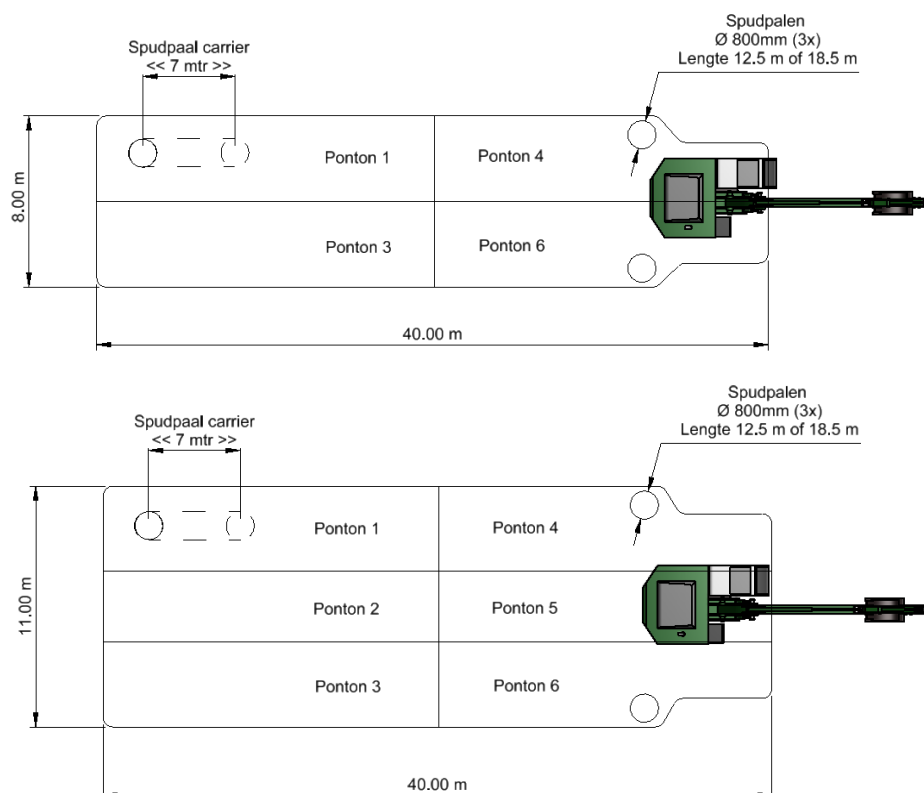 Spudpaal carrier
<< 7 mtr >>
Spudpalen
Ø 800mm (3x)
Lengte 12.5 m of 18.5 m
8.00 m
Ponton 1
Ponton 4
Ponton 3
Ponton 6
40.00 m
Spudpaal carrier
<< 7 mtr >>
Spudpalen
Ø 800mm (3x)
Lengte 12.5 m of 18.5 m
11.00 m
Ponton 1
Ponton 4
Ponton 2
Ponton 5
Ponton 3
Ponton 6
40.00 m